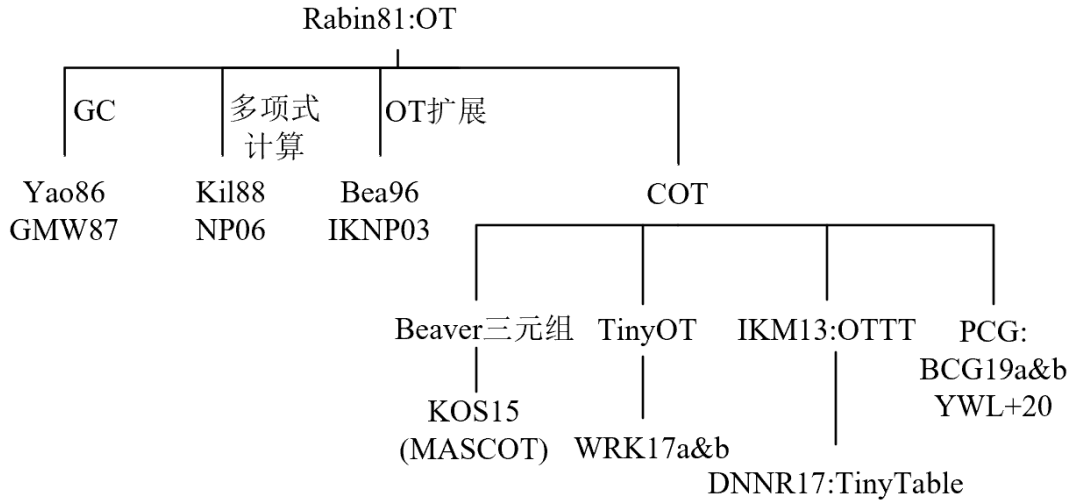 Rabin81:OT
GC
多项式
计算
OT扩展
Yao86
GMW87
Kil88
NP06
Bea96
IKNP03
COT
Beaver三元组
TinyOT
IKM13:OTTT
PCG:
BCG19a&b
YWL+20
KOS15
(MASCOT)
WRK17a&b
DNNR17:TinyTable